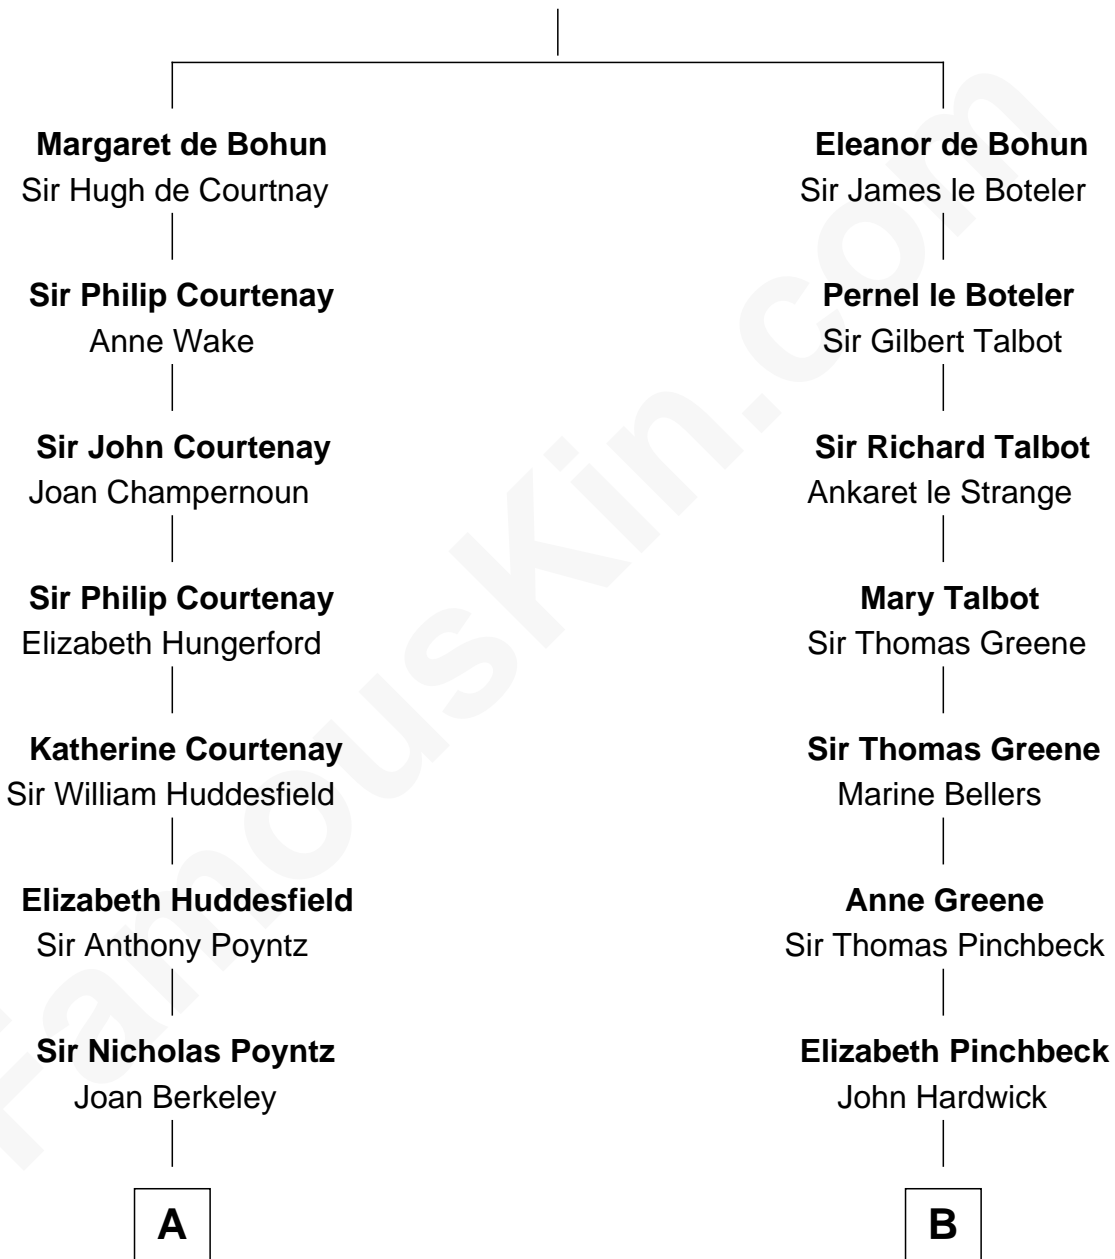 Margaret de Bohun
Sir Hugh de Courtnay
Sir Philip Courtenay
Anne Wake
Sir John Courtenay
Joan Champernoun
Sir Philip Courtenay
Elizabeth Hungerford
Katherine Courtenay
Sir William Huddesfield
Elizabeth Huddesfield
Sir Anthony Poyntz
Sir Nicholas Poyntz
Joan Berkeley
A
Eleanor de Bohun
Sir James le Boteler
Pernel le Boteler
Sir Gilbert Talbot
Sir Richard Talbot
Ankaret le Strange
Mary Talbot
Sir Thomas Greene
Sir Thomas Greene
Marine Bellers
Anne Greene
Sir Thomas Pinchbeck
Elizabeth Pinchbeck
John Hardwick
B
FamousKin.com